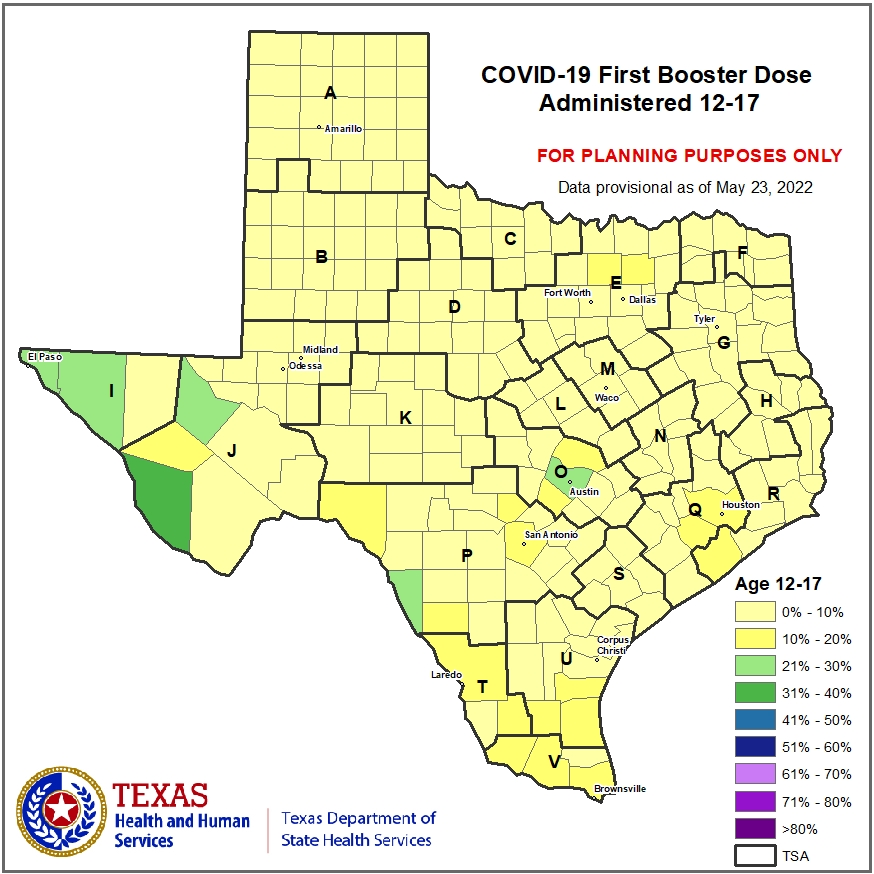 COVID-19 First Booster Dose
Administered 12-17
FOR PLANNING PURPOSES ONLY
Data provisional as of May 23, 2022
A
Amarillo
B
C
D
E
F
Fort Worth
Dallas
Tyler
G
El Paso
Midland
Odessa
I
J
K
L
M
Waco
H
N
O
Austin
P
San Antonio
Q
Houston
R
S
Corpus
Christi
U
Laredo
T
V
Brownsville
Age 12-17
0% - 10%
10% - 20%
21% - 30%
31% - 40%
41% - 50%
51% - 60%
61% - 70%
71% - 80%
>80%
TSA
TEXAS
Health and Human
Services
Texas Department of
State Health Services